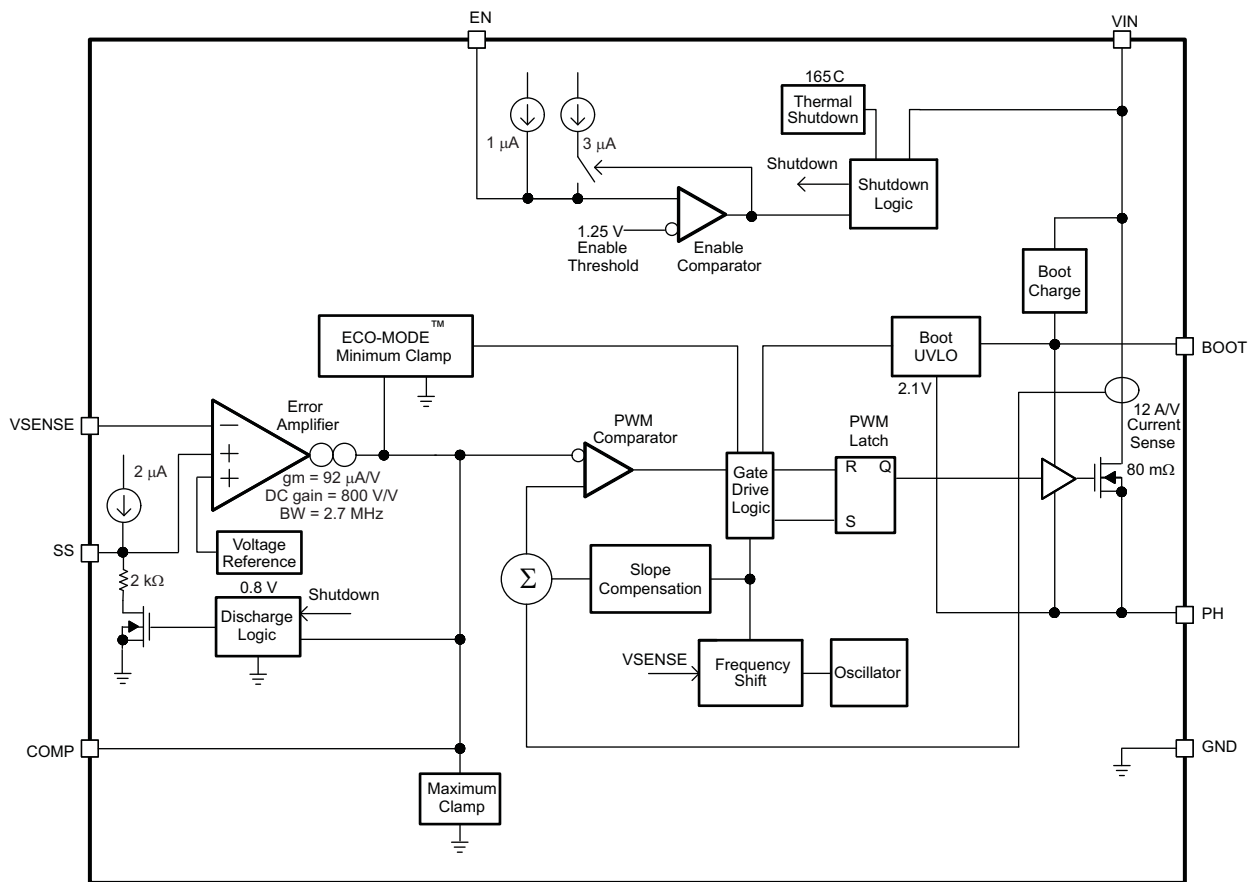 EN
VIN
165C
Thermal
Shutdown
1 µA
3 µA
Shutdown
Shutdown
Logic
1.25 V
Enable
Threshold
Enable
Comparator
Boot
Charge
ECO-MODE™
Minimum Clamp
Boot
UVLO
2.1V
BOOT
VSENSE
Error
Amplifier
−
+
+
gm = 92 µA/V
DC gain = 800 V/V
BW = 2.7 MHz
PWM
Comparator
Gate
Drive
Logic
PWM
Latch
R
Q
S
12 A/V
Current
Sense
80 mΩ
2 µA
SS
Voltage
Reference
2 kΩ
0.8 V
Discharge
Logic
Shutdown
Σ
Slope
Compensation
PH
VSENSE
Frequency
Shift
Oscillator
COMP
GND
Maximum
Clamp